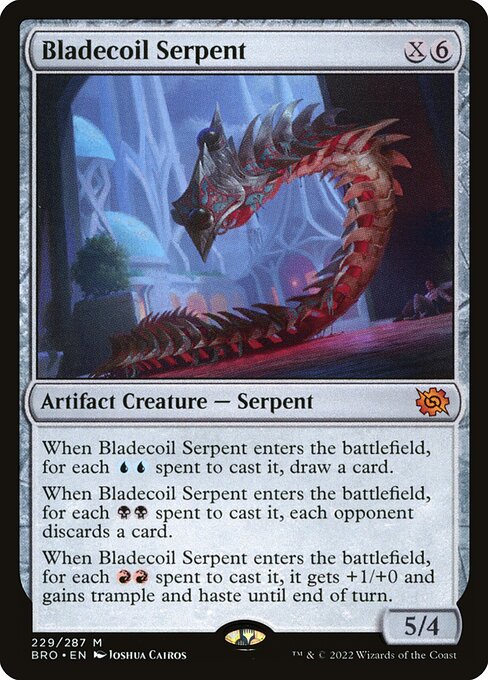 Bladecoil Serpent X6
Artifact Creature — Serpent
When Bladecoil Serpent enters the battlefield,
for each spent to cast it, draw a card.
When Bladecoil Serpent enters the battlefield,
for each spent to cast it, each opponent
discards a card.
When Bladecoil Serpent enters the battlefield,
for each spent to cast it, it gets +1/+0 and
gains trample and haste until end of turn.
5/4
229/287 M
BRO • EN Joshua Cairos ™ & © 2022 Wizards of the Coast